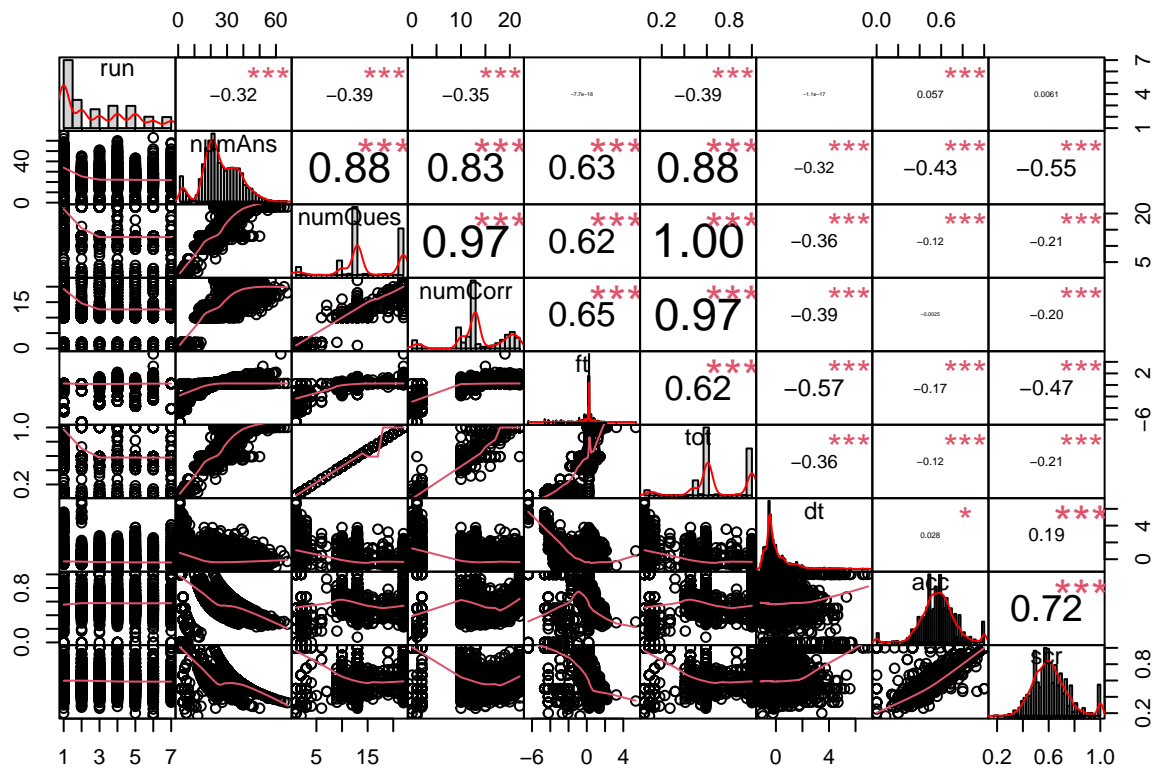 0 20 40 60 0 10 20 0.2 0.6 1.0 0.0 0.6
run *** *** *** *** *** 7
−0.32 −0.39 −0.35 −7.7e−18 −0.39 −1.1e−17 0.057 0.0061 4
1
numAns *** *** *** *** *** *** ***
40 0.88 0.83 0.63 0.88 −0.32 −0.43 −0.55
0
numQues *** *** *** *** *** *** 20
0.97 0.62 1.00 −0.36 −0.12 −0.21
5
numCorr *** *** *** ***
15 0.65 0.97 −0.39 −0.0025 −0.20
0
ft *** *** *** *** 2
0.62 −0.57 −0.17 −0.47
−6
1.0 tot *** *** ***
−0.36 −0.12 −0.21
0.2
dt * *** 4
0.028 0.19 0
0.8 acc ***
0.72
0.0
scr 0.8
0.2
1 3 5 7 5 15 −6 0 4 0 4 0.2 0.6 1.0